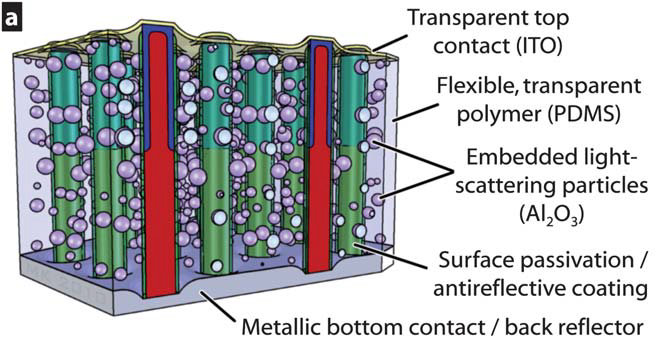 a
Transparent top
contact (ITO)
Flexible, transparent
polymer (PDMS)
Embedded light-
scattering particles
(Al₂O₃)
Surface passivation /
antireflective coating
Metallic bottom contact / back reflector